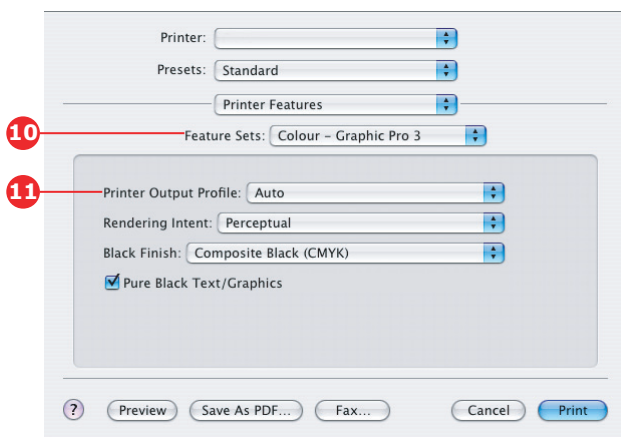 Printer:
Presets: Standard
Printer Features
10 Feature Sets: Colour – Graphic Pro 3
11 Printer Output Profile: Auto
Rendering Intent: Perceptual
Black Finish: Composite Black (CMYK)
Pure Black Text/Graphics
? Preview Save As PDF... Fax... Cancel Print